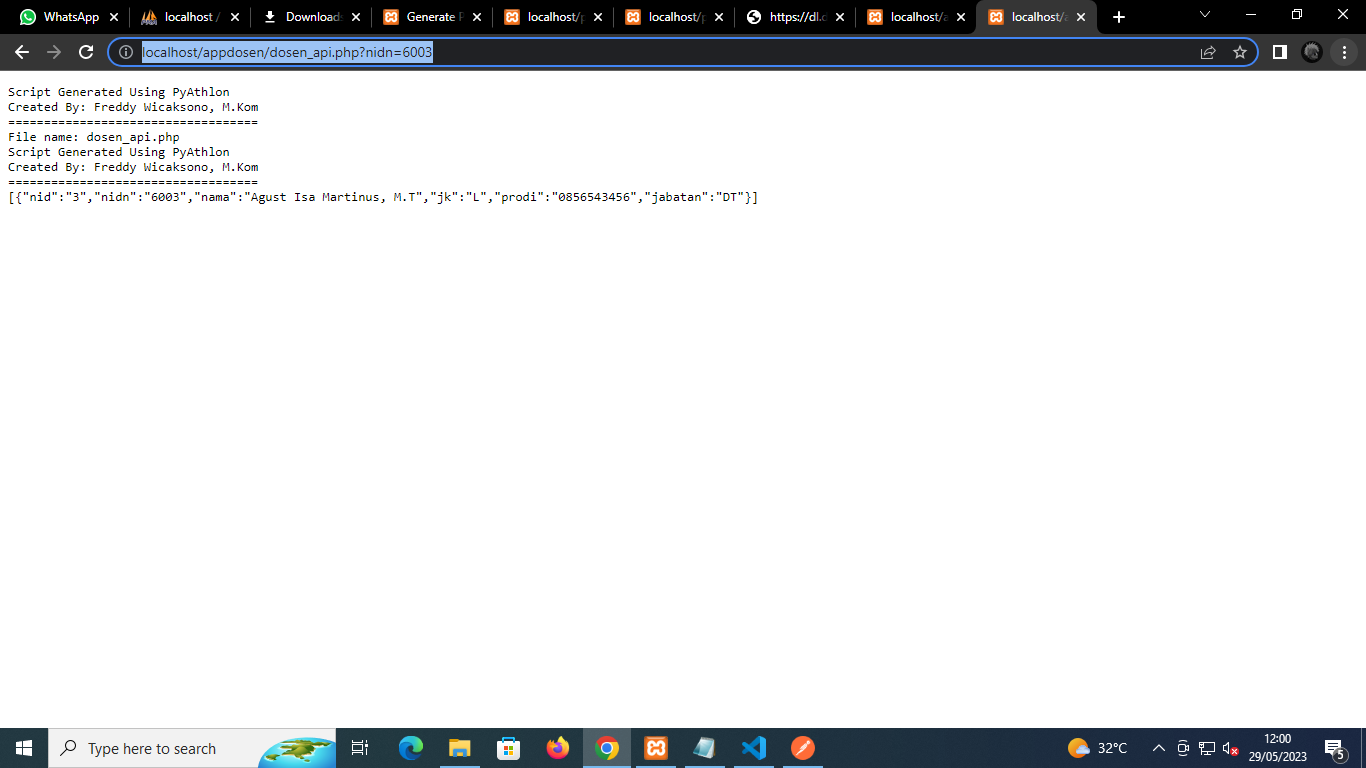 WhatsApp
localhost /
Downloads
Generate P
localhost/p
localhost/p
https://dl.c
localhost/a
localhost/a
localhost/appdosen/dosen_api.php?nidn=6003
Script Generated Using PyAthlon
Created By: Freddy Wicaksono, M.Kom
===================================
File name: dosen_api.php
Script Generated Using PyAthlon
Created By: Freddy Wicaksono, M.Kom
===================================
[{"nid":"3","nidn":"6003","nama":"Agust Isa Martinus, M.T","jk":"L","prodi":"0856543456","jabatan":"DT"}]
Type here to search
32°C
12:00
29/05/2023
5